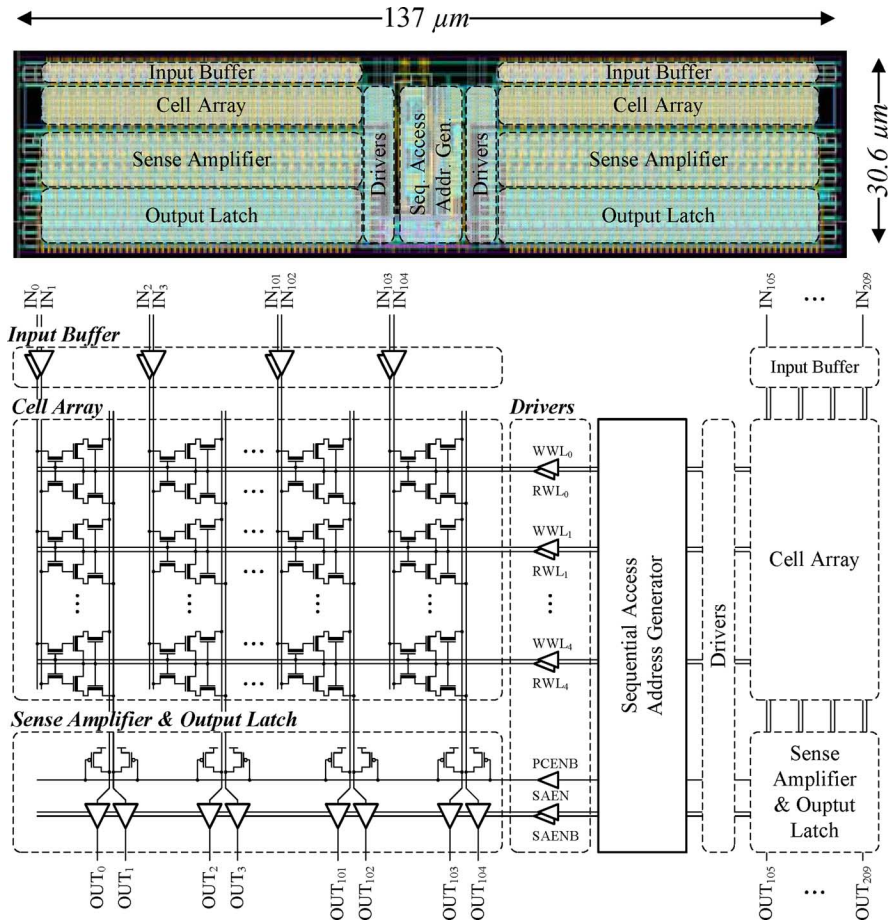 137 µm
Input Buffer
Input Buffer
Cell Array
Cell Array
Drivers
Seq. Access
Addr. Gen.
Drivers
Sense Amplifier
Sense Amplifier
Output Latch
Output Latch
30.6 µm
IN0
IN1
IN2
IN3
IN101
IN102
IN103
IN104
IN105
...
IN209
Input Buffer
Input Buffer
Cell Array
Drivers
WWL0
RWL0
WWL1
RWL1
WWL4
RWL4
Sequential Access
Address Generator
Drivers
Cell Array
Sense Amplifier & Output Latch
PCENB
SAEN
SAENB
Sense
Amplifier
& Ouptut
Latch
OUT0
OUT1
OUT2
OUT3
OUT101
OUT102
OUT103
OUT104
OUT105
...
OUT209